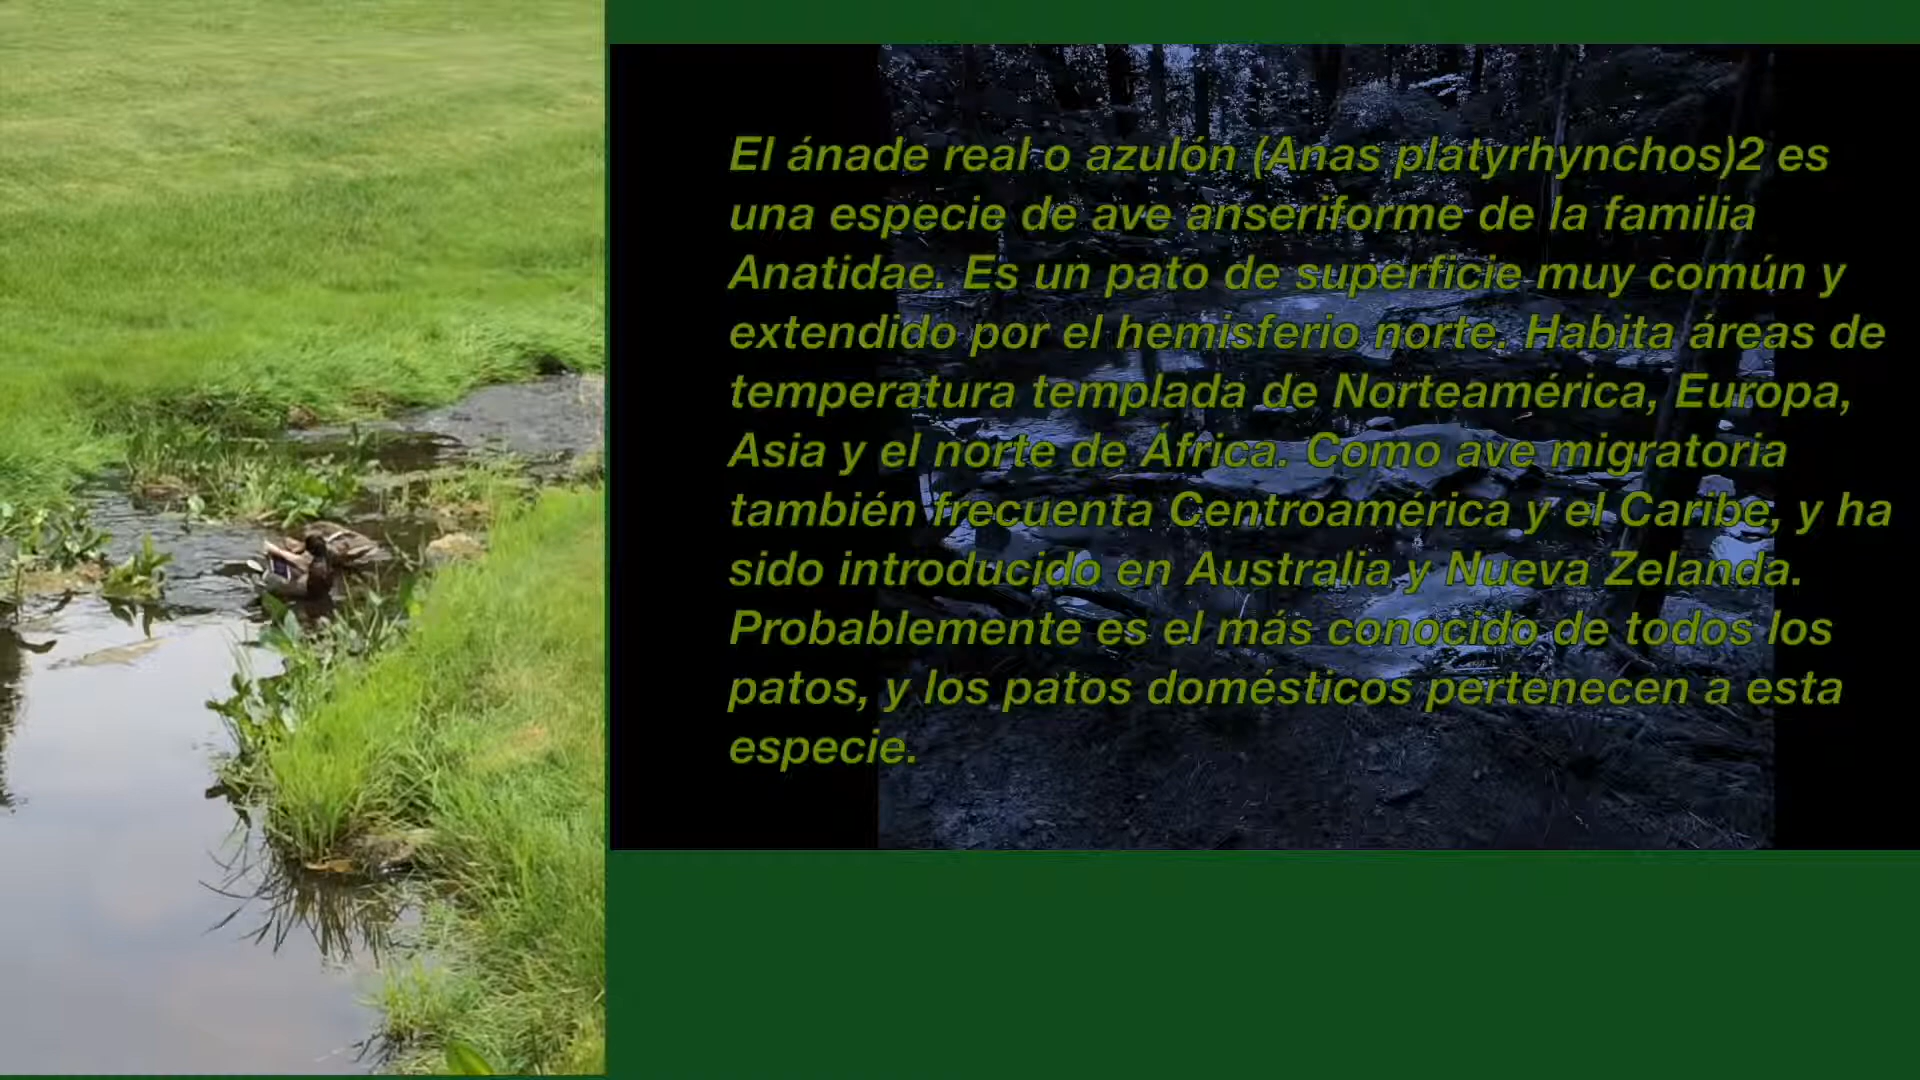 El ánade real o azulón (Anas platyrhynchos)2 es
una especie de ave anseriforme de la familia
Anatidae. Es un pato de superficie muy común y
extendido por el hemisferio norte. Habita áreas de
temperatura templada de Norteamérica, Europa,
Asia y el norte de África. Como ave migratoria
también frecuenta Centroamérica y el Caribe, y ha
sido introducido en Australia y Nueva Zelanda.
Probablemente es el más conocido de todos los
patos, y los patos domésticos pertenecen a esta
especie.